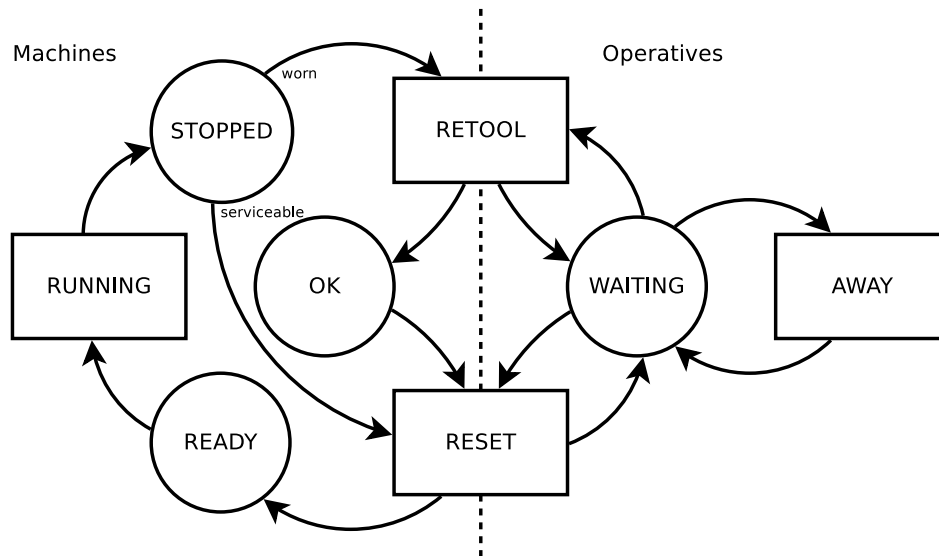 Machines
Operatives
worn
STOPPED
RETOOL
serviceable
RUNNING
OK
WAITING
AWAY
READY
RESET